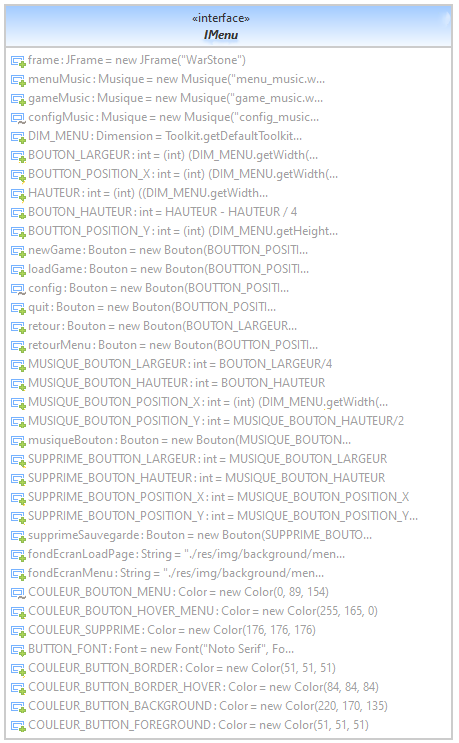 «interface»
IMenu
frame : JFrame = new JFrame("WarStone")
menuMusic : Musique = new Musique("menu_music.w...
gameMusic : Musique = new Musique("game_music.w...
configMusic : Musique = new Musique("config_music...
DIM_MENU : Dimension = Toolkit.getDefaultToolkit...
BOUTON_LARGEUR : int = (int) (DIM_MENU.getWidth(...
BOUTTON_POSITION_X : int = (int) (DIM_MENU.getWidth(...
HAUTEUR : int = (int) ((DIM_MENU.getWidth...
BOUTON_HAUTEUR : int = HAUTEUR - HAUTEUR / 4
BOUTTON_POSITION_Y : int = (int) (DIM_MENU.getHeight...
newGame : Bouton = new Bouton(BOUTTON_POSITI...
loadGame : Bouton = new Bouton(BOUTTON_POSITI...
config : Bouton = new Bouton(BOUTTON_POSITI...
quit : Bouton = new Bouton(BOUTTON_POSITI...
retour : Bouton = new Bouton(BOUTON_LARGEUR...
retourMenu : Bouton = new Bouton(BOUTTON_POSITI...
MUSIQUE_BOUTON_LARGEUR : int = BOUTON_LARGEUR/4
MUSIQUE_BOUTON_HAUTEUR : int = BOUTON_HAUTEUR
MUSIQUE_BOUTON_POSITION_X : int = (int) (DIM_MENU.getWidth(...
MUSIQUE_BOUTON_POSITION_Y : int = MUSIQUE_BOUTON_HAUTEUR/2
musiqueBouton : Bouton = new Bouton(MUSIQUE_BOUTON...
SUPPRIME_BOUTTON_LARGEUR : int = MUSIQUE_BOUTON_LARGEUR
SUPPRIME_BOUTON_HAUTEUR : int = MUSIQUE_BOUTON_HAUTEUR
SUPPRIME_BOUTON_POSITION_X : int = MUSIQUE_BOUTON_POSITION_X
SUPPRIME_BOUTON_POSITION_Y : int = MUSIQUE_BOUTON_POSITION_Y...
supprimeSauvegarde : Bouton = new Bouton(SUPPRIME_BOUTO...
fondEcranLoadPage : String = "./res/img/background/men...
fondEcranMenu : String = "./res/img/background/men...
COULEUR_BOUTON_MENU : Color = new Color(0, 89, 154)
COULEUR_BOUTON_HOVER_MENU : Color = new Color(255, 165, 0)
COULEUR_SUPPRIME : Color = new Color(176, 176, 176)
BUTTON_FONT : Font = new Font("Noto Serif", Fo...
COULEUR_BUTTON_BORDER : Color = new Color(51, 51, 51)
COULEUR_BUTTON_BORDER_HOVER : Color = new Color(84, 84, 84)
COULEUR_BUTTON_BACKGROUND : Color = new Color(220, 170, 135)
COULEUR_BUTTON_FOREGROUND : Color = new Color(51, 51, 51)